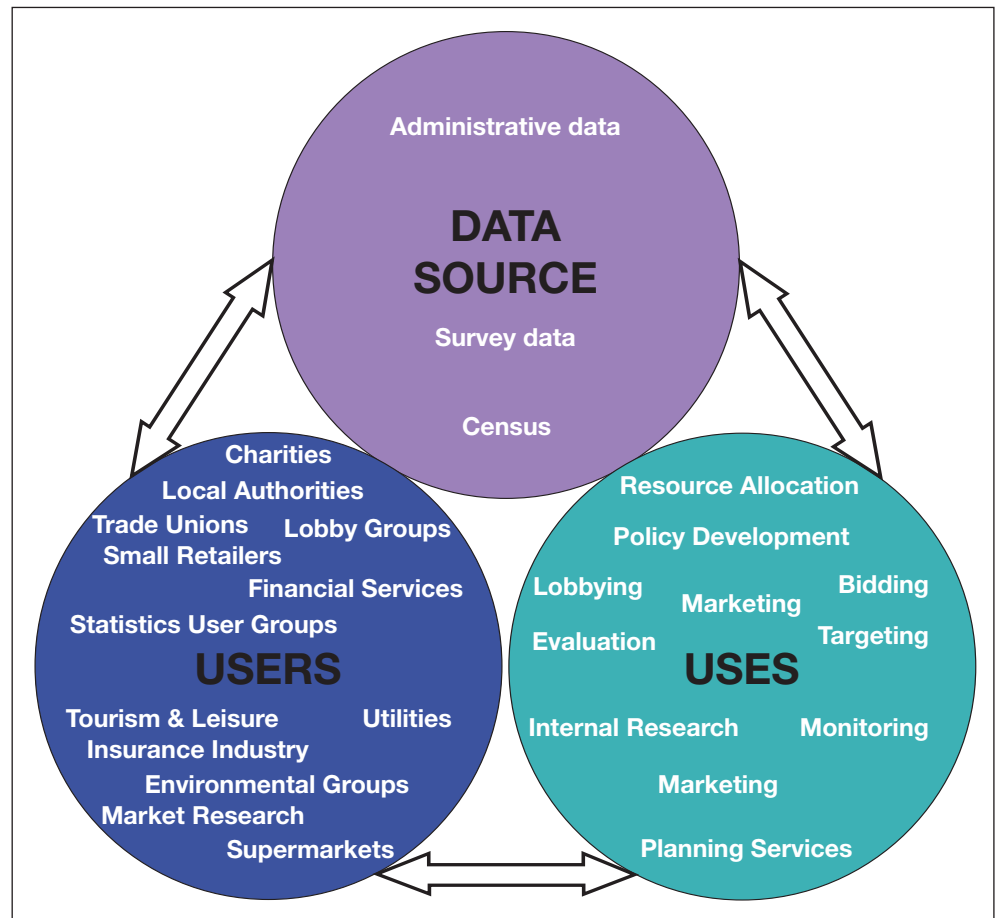 Administrative data
DATA
SOURCE
Survey data
Census
Charities
Local Authorities
Trade Unions
Lobby Groups
Small Retailers
Financial Services
Statistics User Groups
USERS
Tourism & Leisure
Utilities
Insurance Industry
Environmental Groups
Market Research
Supermarkets
Resource Allocation
Policy Development
Lobbying
Marketing
Bidding
Evaluation
Targeting
USES
Internal Research
Monitoring
Marketing
Planning Services